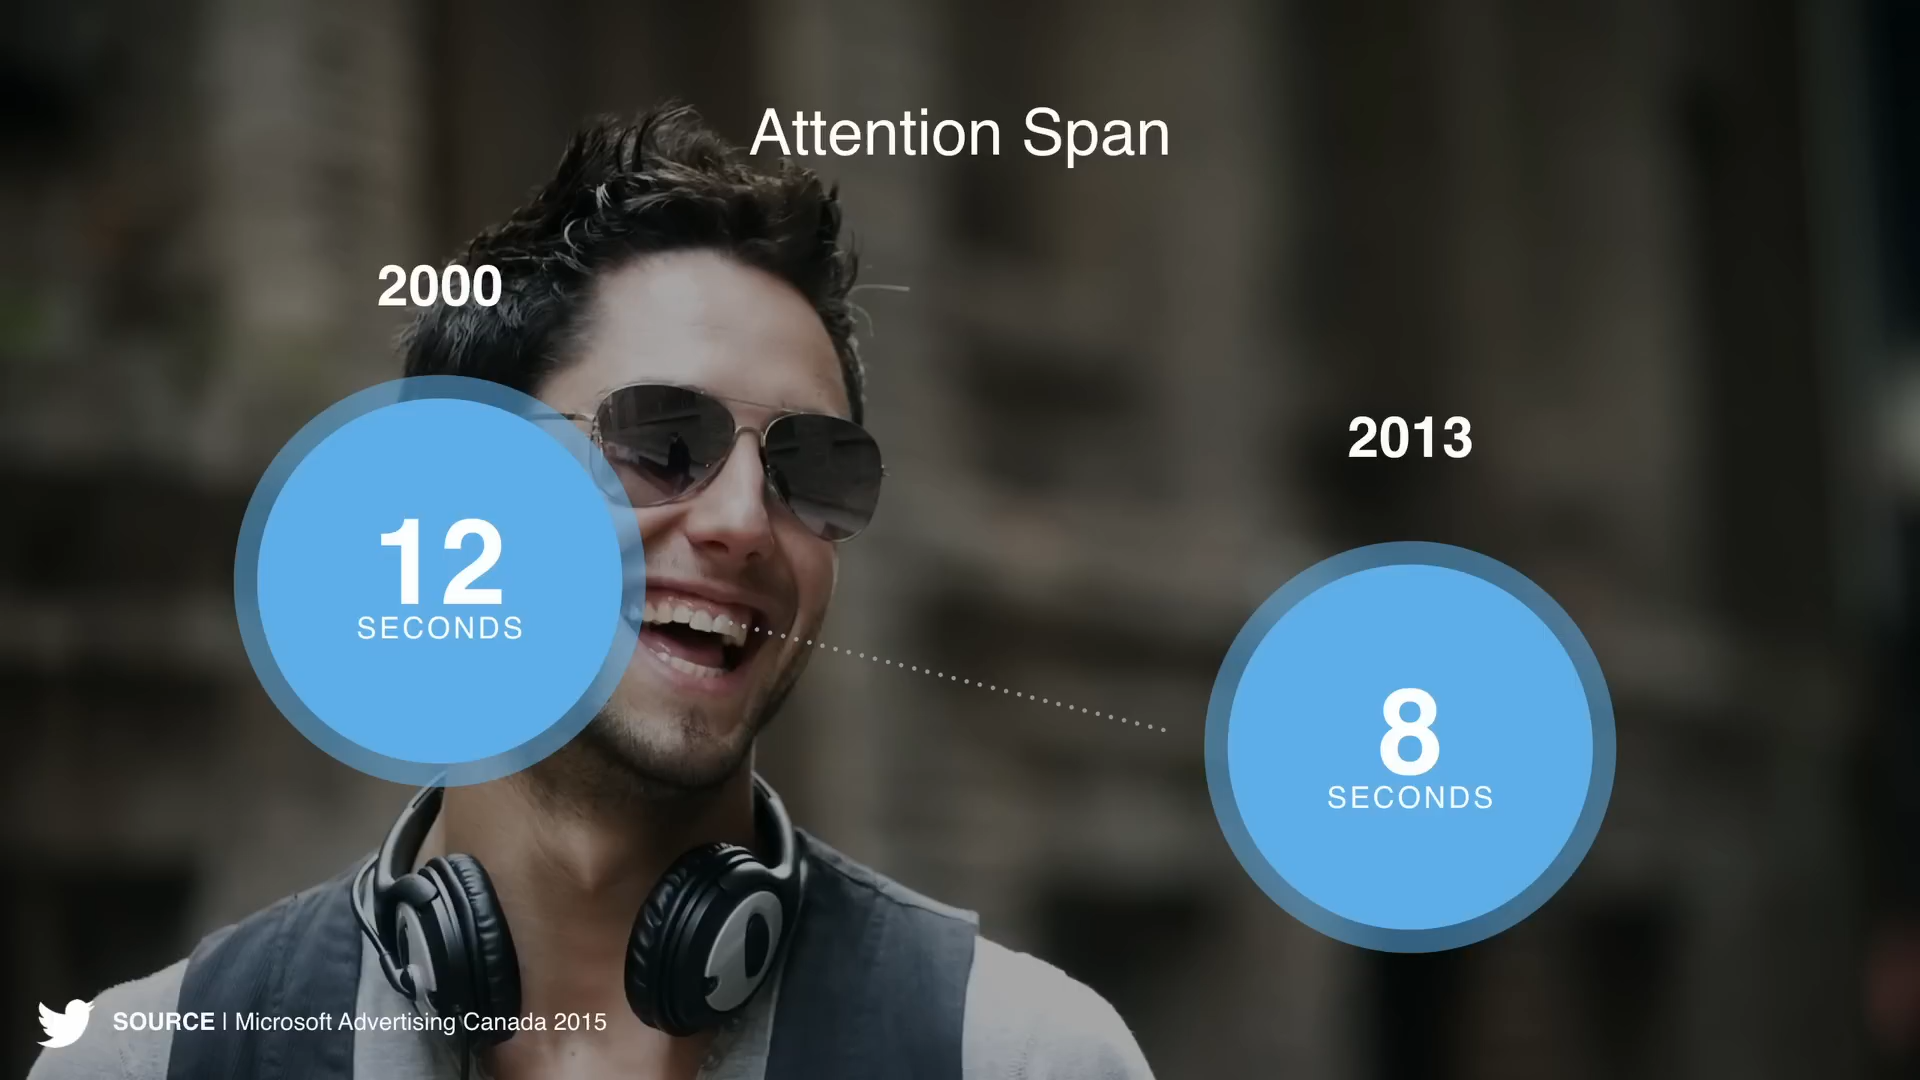 Attention Span
2000
12
SECONDS
2013
8
SECONDS
SOURCE | Microsoft Advertising Canada 2015